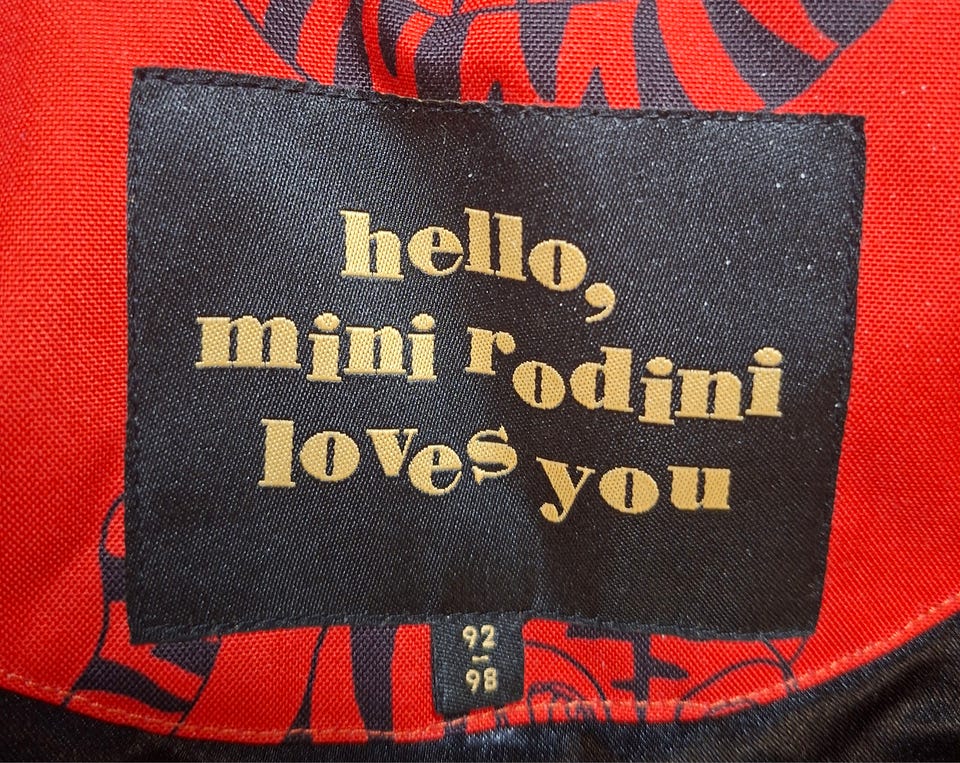 hello,
mini rodini
loves you
92
–
98